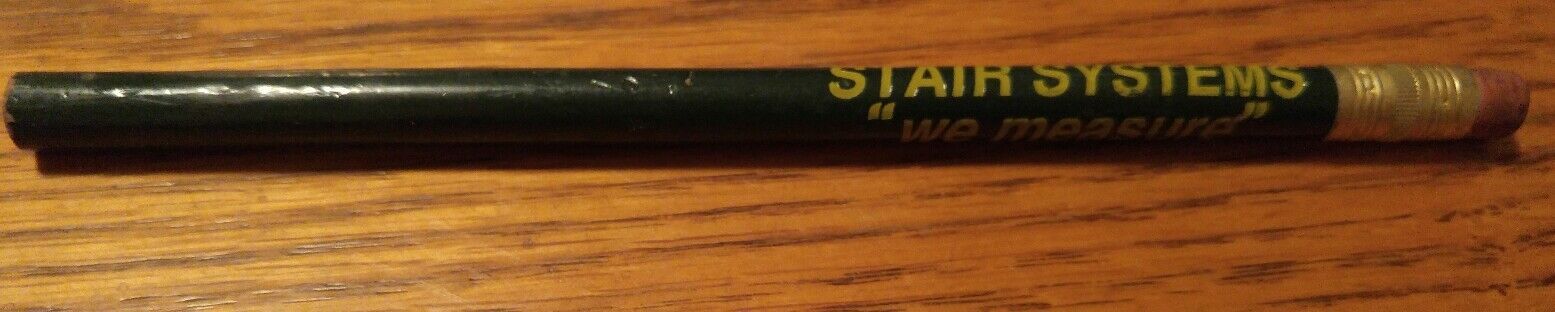 STAIR SYSTEMS
"we measure"